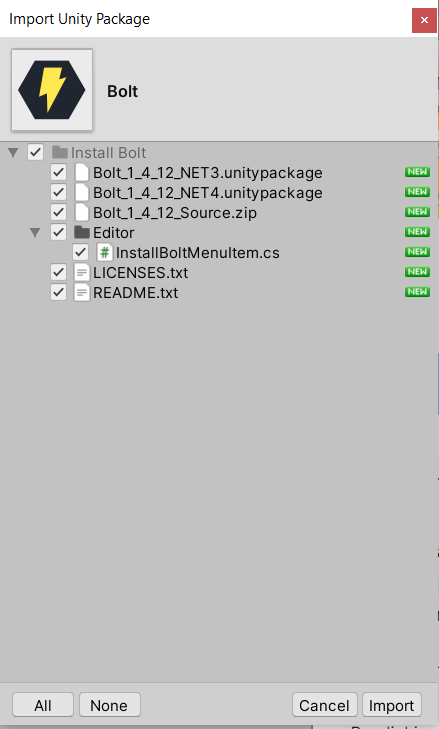 Import Unity Package
Bolt
Install Bolt
Bolt_1_4_12_NET3.unitypackage NEW
Bolt_1_4_12_NET4.unitypackage NEW
Bolt_1_4_12_Source.zip NEW
Editor NEW
# InstallBoltMenuItem.cs NEW
LICENSES.txt NEW
README.txt NEW
All None Cancel Import